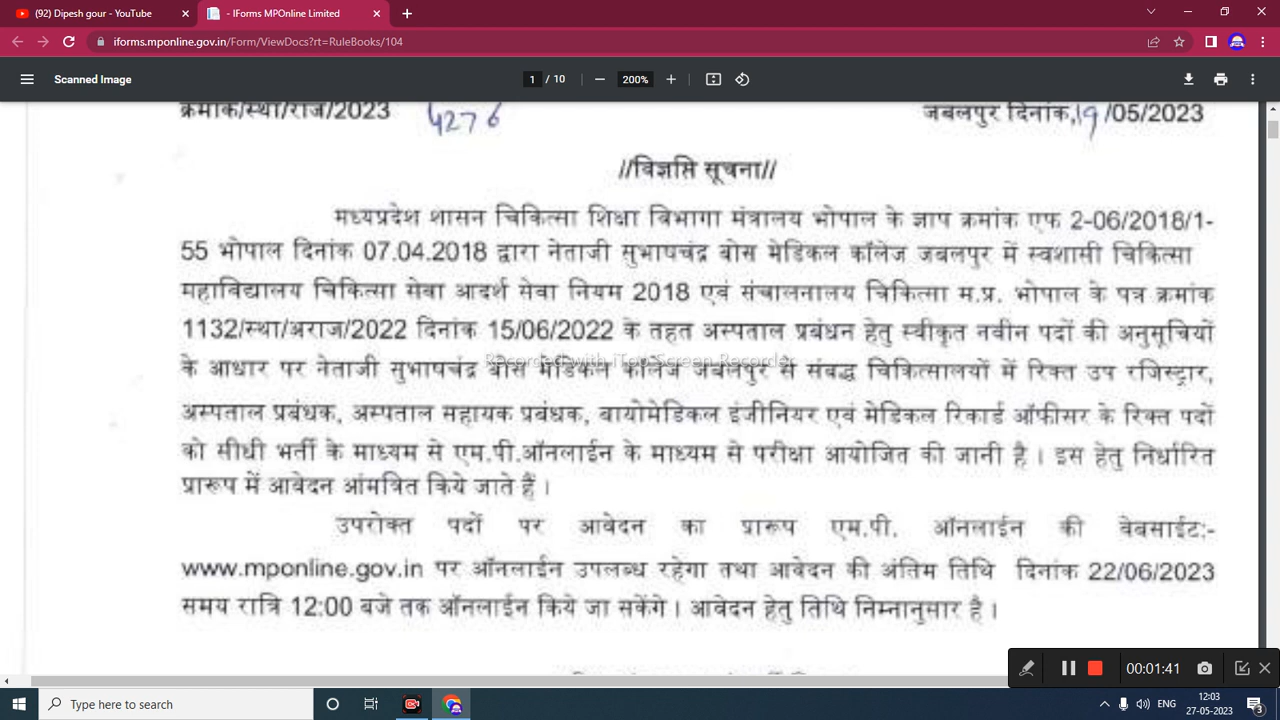 (92) Dipesh gour - YouTube
- IForms MPOnline Limited
iforms.mponline.gov.in/Form/ViewDocs?rt=RuleBooks/104
Scanned Image
1 / 10
200%
क्रमांक/स्था/राज/2023 4276 जबलपुर दिनांक,19/05/2023
//विज्ञप्ति सूचना//
मध्यप्रदेश शासन चिकित्सा शिक्षा विभागा मंत्रालय भोपाल के ज्ञाप क्रमांक एफ 2-06/2018/1-
55 भोपाल दिनांक 07.04.2018 द्वारा नेताजी सुभाषचंद्र बोस मेडिकल कॉलेज जबलपुर में स्वशासी चिकित्सा
महाविद्यालय चिकित्सा सेवा आदर्श सेवा नियम 2018 एवं संचालनालय चिकित्सा म.प्र. भोपाल के पत्र क्रमांक
1132/स्था/अराज/2022 दिनांक 15/06/2022 के तहत अस्पताल प्रबंधन हेतु स्वीकृत नवीन पदों की अनुसूचियों
के आधार पर नेताजी सुभाषचंद्र बोस मेडिकल कॉलेज जबलपुर से संबद्ध चिकित्सालयों में रिक्त उप रजिस्ट्रार,
Recorded with iTop Screen Recorder
अस्पताल प्रबंधक, अस्पताल सहायक प्रबंधक, बायोमेडिकल इंजीनियर एवं मेडिकल रिकार्ड ऑफीसर के रिक्त पदों
को सीधी भर्ती के माध्यम से एम.पी.ऑनलाईन के माध्यम से परीक्षा आयोजित की जानी है। इस हेतु निर्धारित
प्रारूप में आवेदन आंमत्रित किये जाते हैं।
उपरोक्त पदों पर आवेदन का प्रारूप एम.पी. ऑनलाईन की वेबसाईट:-
www.mponline.gov.in पर ऑनलाईन उपलब्ध रहेगा तथा आवेदन की अंतिम तिथि दिनांक 22/06/2023
समय रात्रि 12:00 बजे तक ऑनलाईन किये जा सकेंगे। आवेदन हेतु तिथि निम्नानुसार है।
00:01:41
Type here to search
ENG
12:03
27-05-2023
3